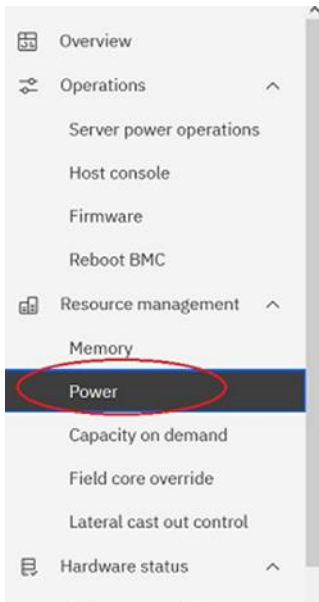 Overview
Operations
Server power operations
Host console
Firmware
Reboot BMC
Resource management
Memory
Power
Capacity on demand
Field core override
Lateral cast out control
Hardware status